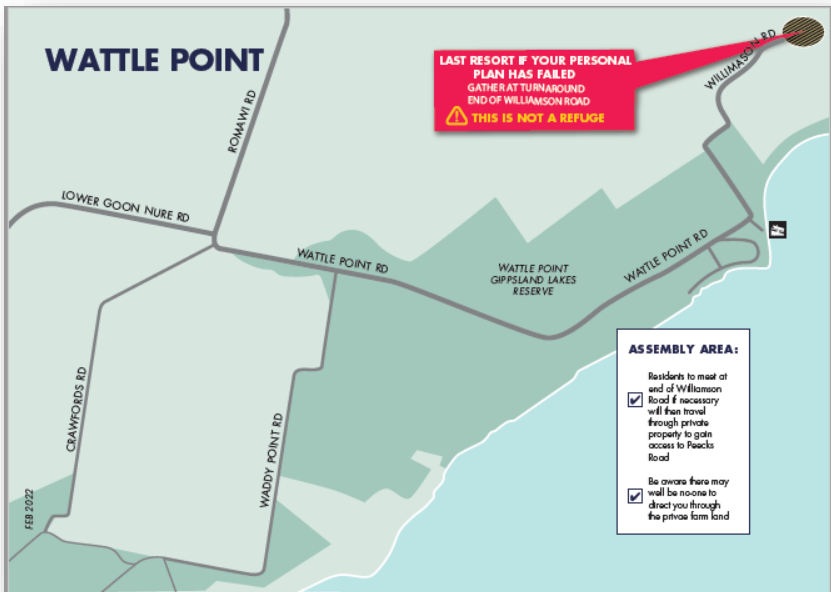 WATTLE POINT
LAST RESORT IF YOUR PERSONAL
PLAN HAS FAILED
GATHER AT TURNAROUND
END OF WILLIAMSON ROAD
THIS IS NOT A REFUGE
WILLIMASON RD
ROMAWI RD
LOWER GOON NURE RD
WATTLE POINT RD
WATTLE POINT
GIPPSLAND LAKES
RESERVE
WATTLE POINT RD
CRAWFORDS RD
WADDY POINT RD
FEB 2022
ASSEMBLY AREA:
Residents to meet at
end of Williamson
Road if necessary
will then travel
through private
property to gain
access to Peecks
Road
Be aware there may
well be no-one to
direct you through
the privae farm land